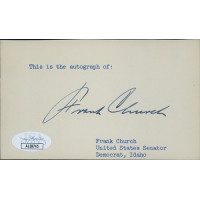 This is the autograph of:
Frank Church
Frank Church
United States Senator
Democrat, Idaho
JSA